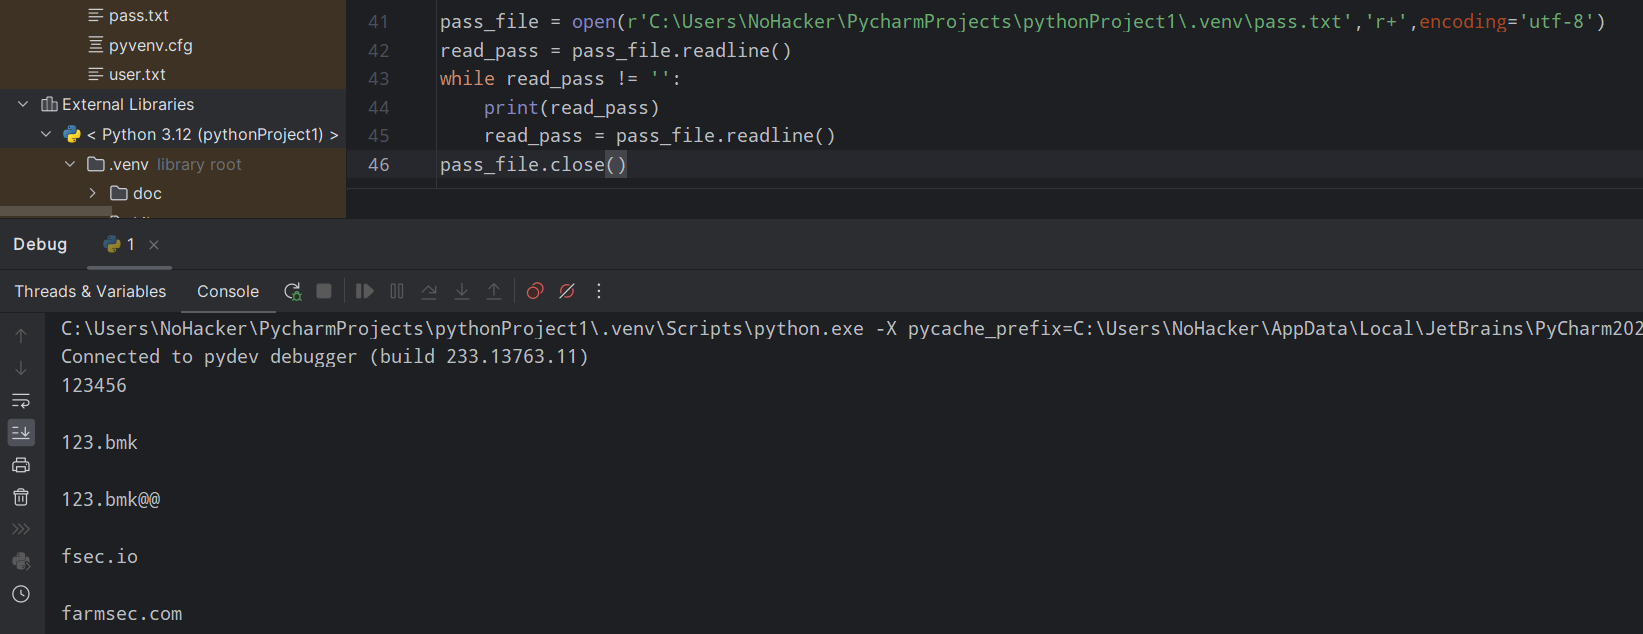 pass.txt
pyvenv.cfg
user.txt
External Libraries
< Python 3.12 (pythonProject1) >
.venv library root
doc
41 pass_file = open(r'C:\Users\NoHacker\PycharmProjects\pythonProject1\.venv\pass.txt','r+',encoding='utf-8')
42 read_pass = pass_file.readline()
43 while read_pass != '':
44 print(read_pass)
45 read_pass = pass_file.readline()
46 pass_file.close()
Debug 1
Threads & Variables Console
C:\Users\NoHacker\PycharmProjects\pythonProject1\.venv\Scripts\python.exe -X pycache_prefix=C:\Users\NoHacker\AppData\Local\JetBrains\PyCharm202
Connected to pydev debugger (build 233.13763.11)
123456
123.bmk
123.bmk@@
fsec.io
farmsec.com